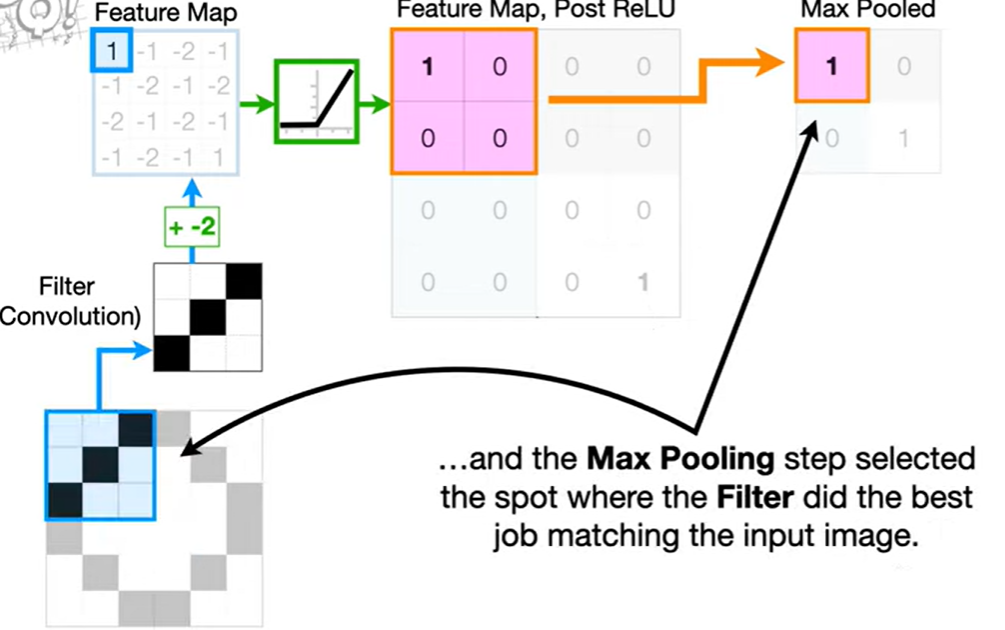 Feature Map
1 -1 -2 -1
-1 -2 -1 -2
-2 -1 -2 -1
-1 -2 -1 1
+ -2
Filter
Convolution)
Feature Map, Post ReLU
1 0 0 0
0 0 0 0
0 0 0 0
0 0 0 1
Max Pooled
1 0
0 1
...and the Max Pooling step selected
the spot where the Filter did the best
job matching the input image.